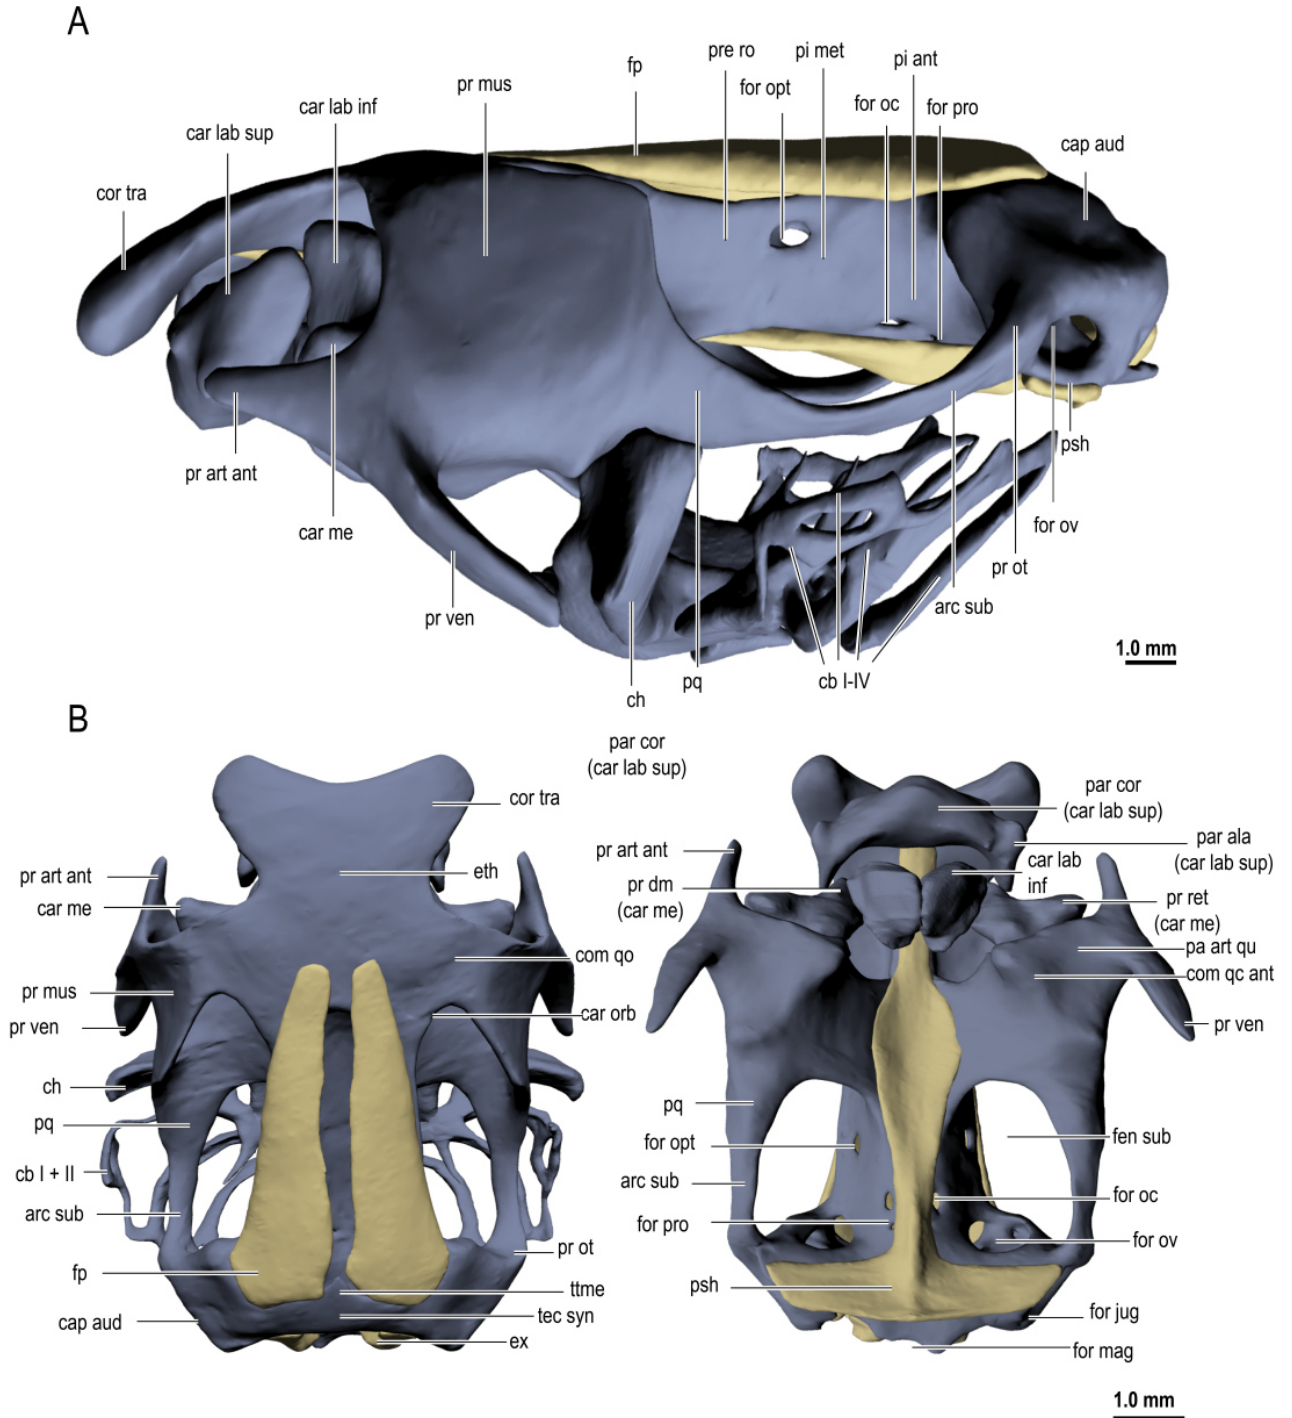 A
fp
pre ro
pi met
pi ant
pr mus
for opt
for oc
for pro
car lab inf
car lab sup
cap aud
cor tra
pr art ant
psh
car me
for ov
pr ot
pr ven
arc sub
1.0 mm
ch
pq
cb I-IV
B
par cor
(car lab sup)
cor tra
pr art ant
eth
car me
com qo
pr mus
car orb
pr ven
ch
pq
cb I + II
arc sub
pr ot
fp
ttme
cap aud
tec syn
ex
par cor
(car lab sup)
pr art ant
par ala
(car lab sup)
car lab
inf
pr dm
(car me)
pr ret
(car me)
pa art qu
com qc ant
pr ven
pq
for opt
fen sub
arc sub
for oc
for pro
for ov
psh
for jug
for mag
1.0 mm